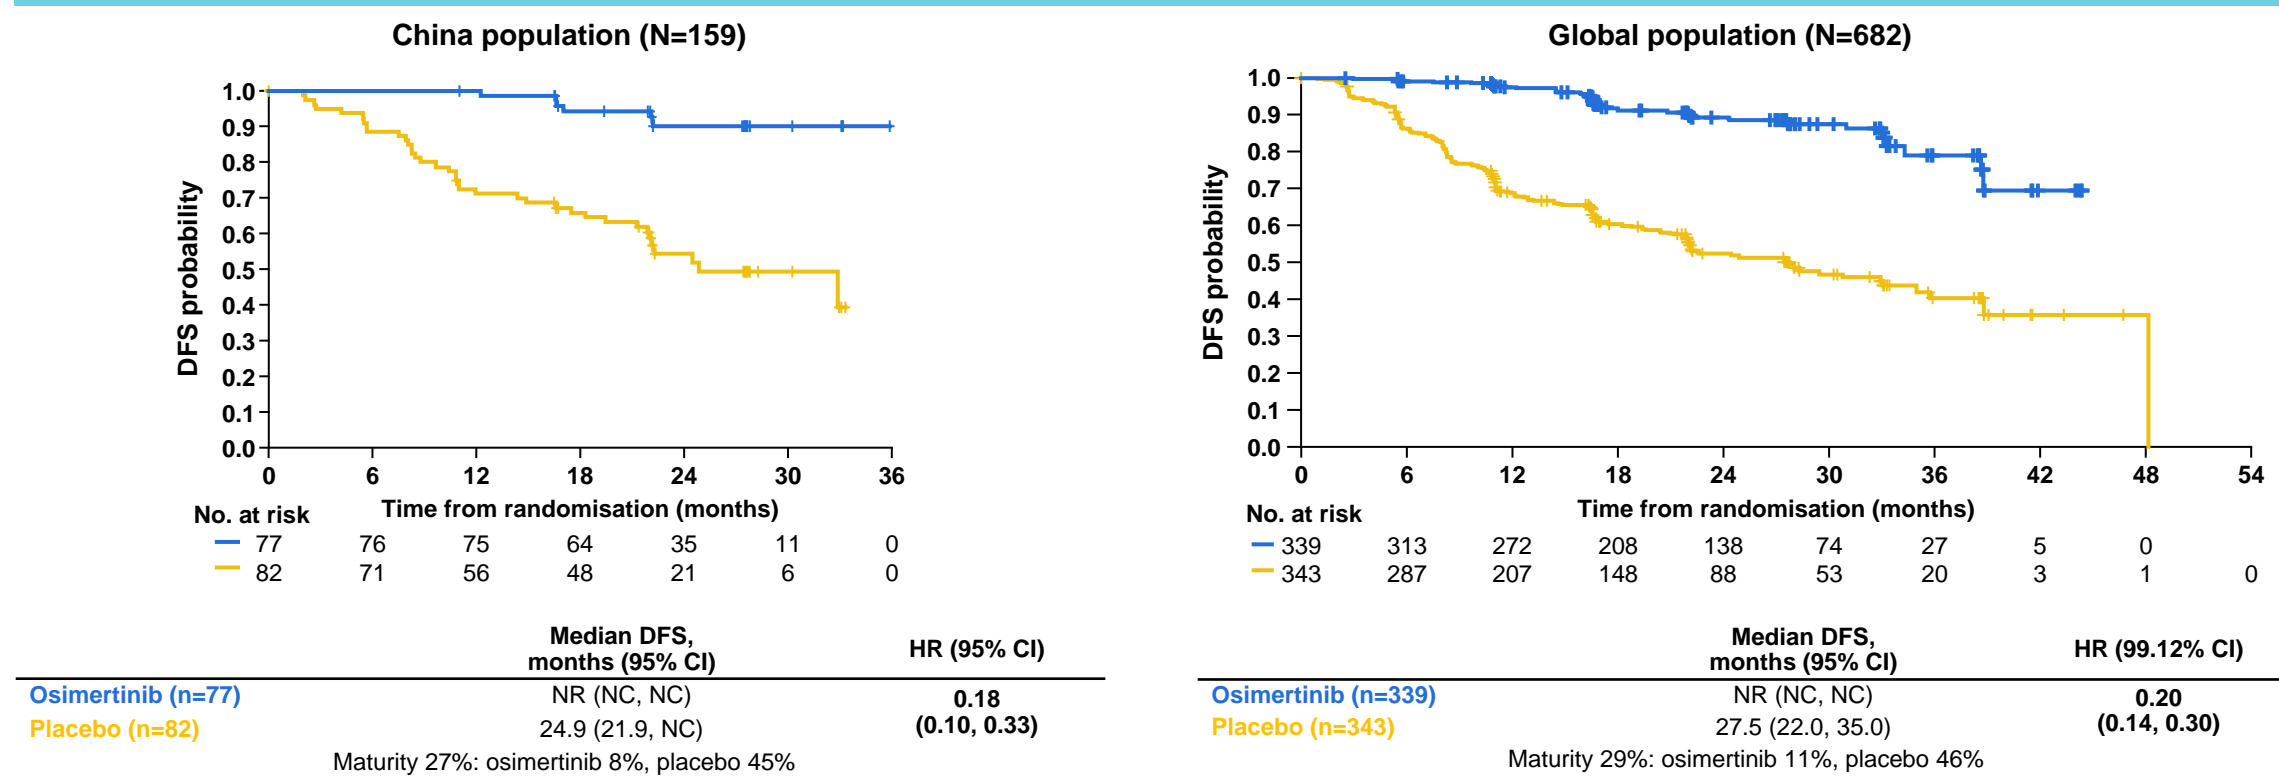 China population (N=159)
1.0
0.9
0.8
0.7
0.6
0.5
0.4
0.3
0.2
0.1
0.0
DFS probability
0 6 12 18 24 30 36
Time from randomisation (months)
No. at risk
77 76 75 64 35 11 0
82 71 56 48 21 6 0
Median DFS,
months (95% CI) HR (95% CI)
Osimertinib (n=77) NR (NC, NC) 0.18
Placebo (n=82) 24.9 (21.9, NC) (0.10, 0.33)
Maturity 27%: osimertinib 8%, placebo 45%
Global population (N=682)
1.0
0.9
0.8
0.7
0.6
0.5
0.4
0.3
0.2
0.1
0.0
DFS probability
0 6 12 18 24 30 36 42 48 54
Time from randomisation (months)
No. at risk
339 313 272 208 138 74 27 5 0
343 287 207 148 88 53 20 3 1 0
Median DFS,
months (95% CI) HR (99.12% CI)
Osimertinib (n=339) NR (NC, NC) 0.20
Placebo (n=343) 27.5 (22.0, 35.0) (0.14, 0.30)
Maturity 29%: osimertinib 11%, placebo 46%